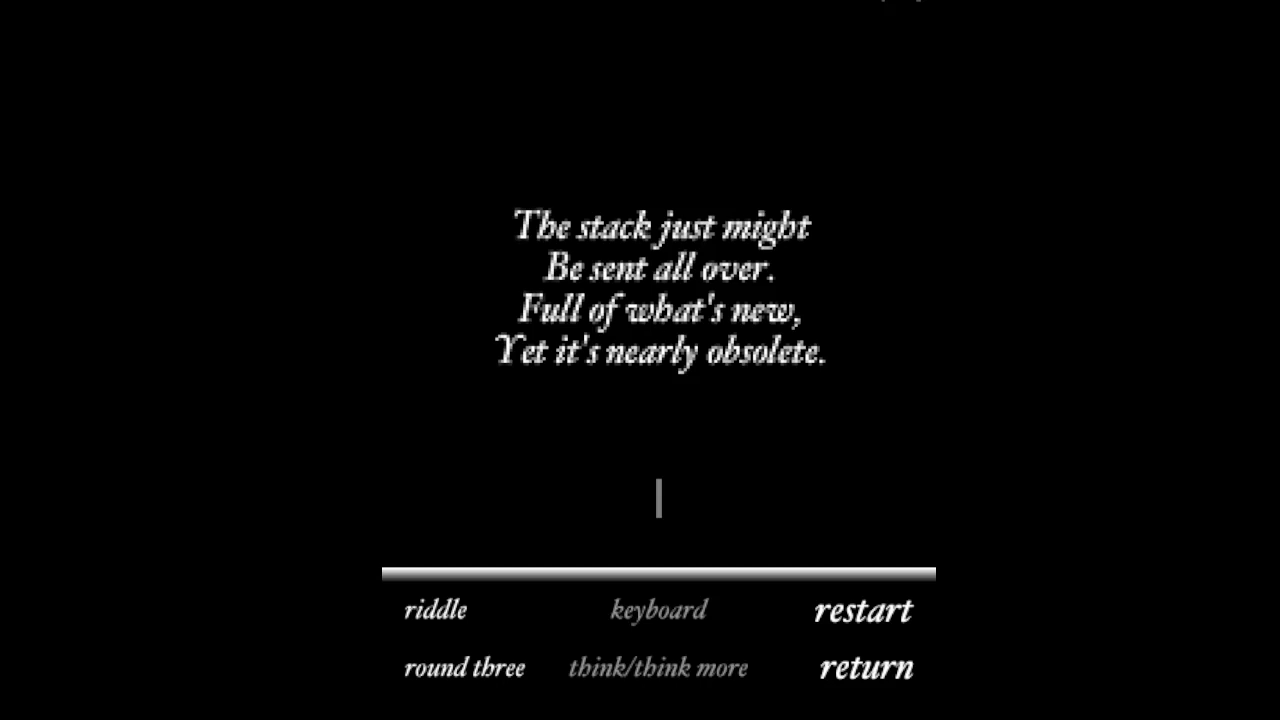 The stack just might
Be sent all over.
Full of what's new,
Yet it's nearly obsolete.
riddle
keyboard
restart
round three
think/think more
return